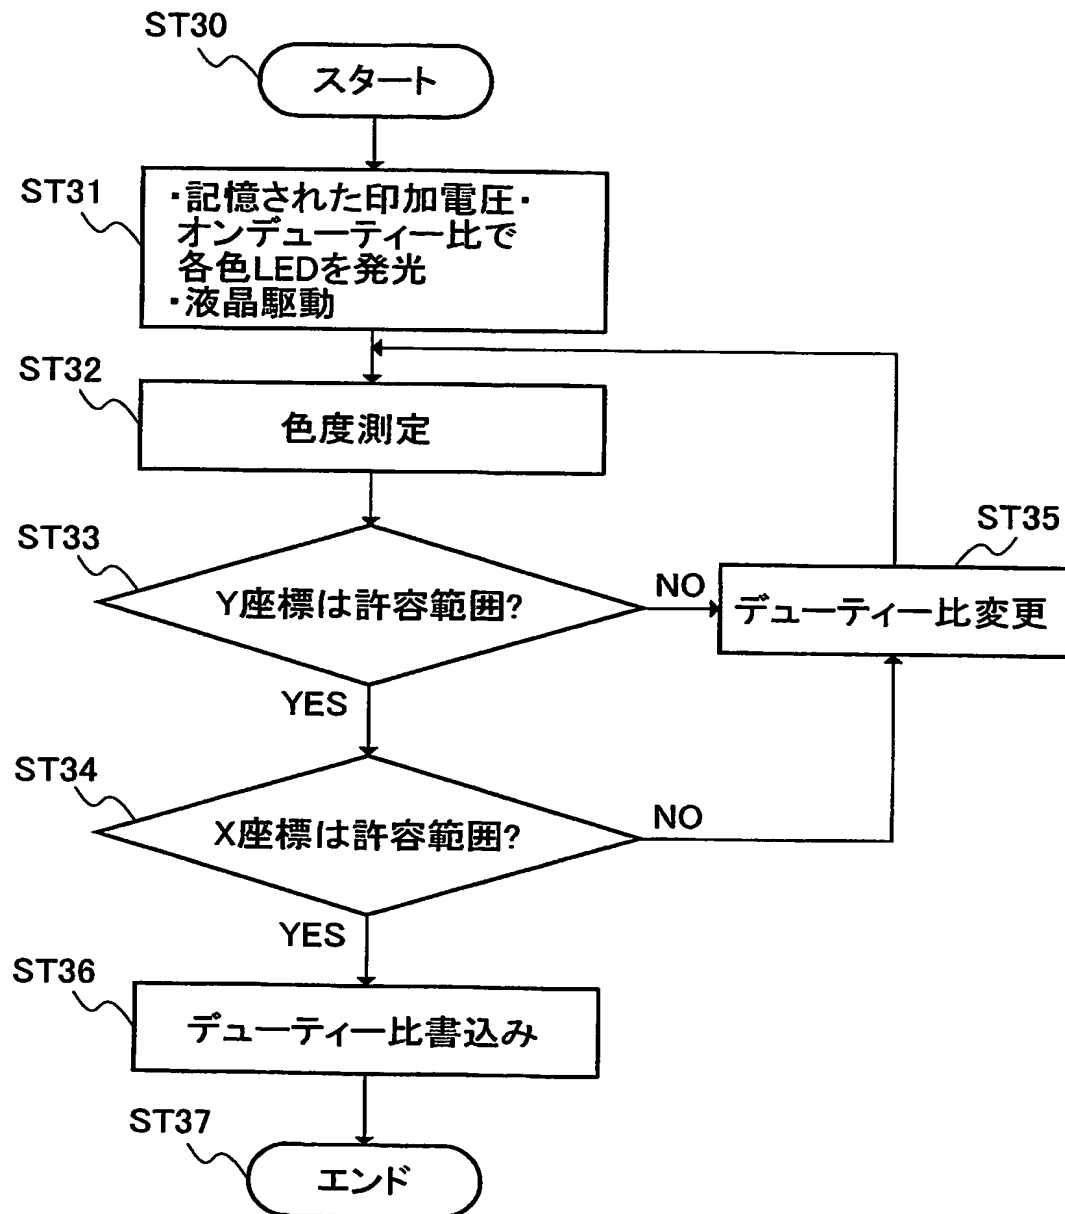 ST30
スタート
ST31
・記憶された印加電圧・
オンデューティー比で
各色LEDを発光
・液晶駆動
ST32
色度測定
ST33
Y座標は許容範囲?
NO
ST35
デューティー比変更
YES
ST34
X座標は許容範囲?
NO
YES
ST36
デューティー比書込み
ST37
エンド